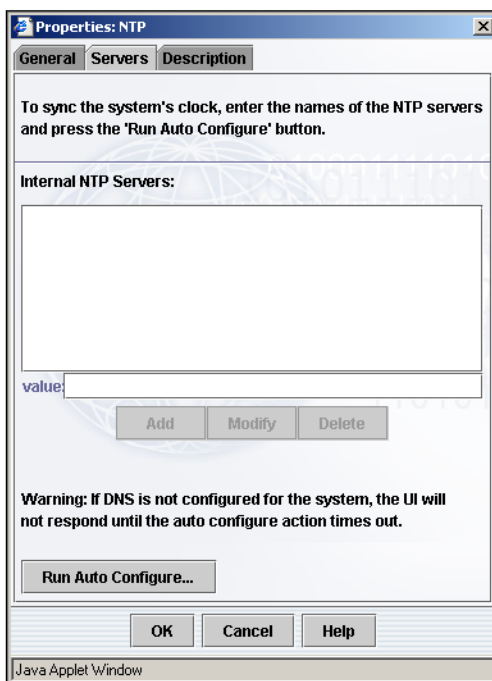 Properties: NTP
General Servers Description
To sync the system's clock, enter the names of the NTP servers
and press the 'Run Auto Configure' button.
Internal NTP Servers:
value:
Add Modify Delete
Warning: If DNS is not configured for the system, the UI will
not respond until the auto configure action times out.
Run Auto Configure...
OK Cancel Help
Java Applet Window